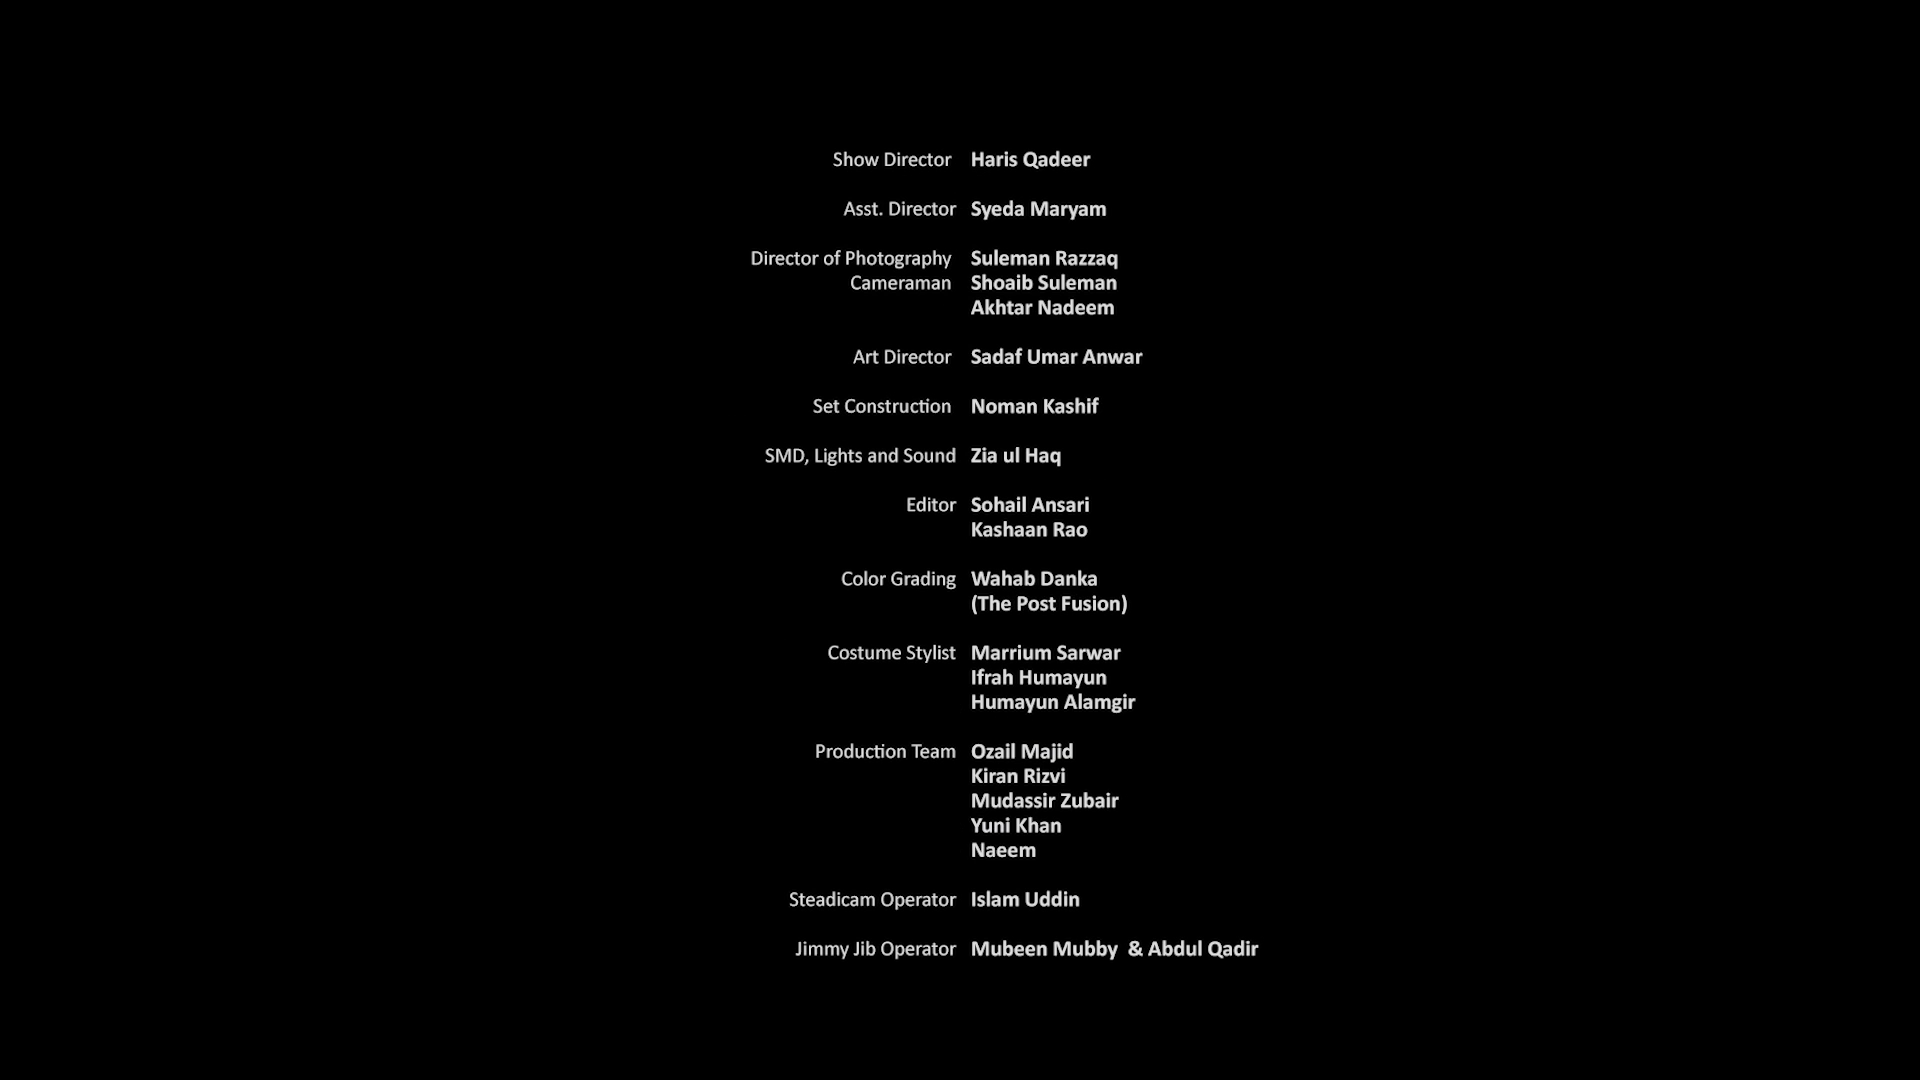 Show Director Haris Qadeer
Asst. Director Syeda Maryam
Director of Photography Suleman Razzaq
Cameraman Shoaib Suleman
Akhtar Nadeem
Art Director Sadaf Umar Anwar
Set Construction Noman Kashif
SMD, Lights and Sound Zia ul Haq
Editor Sohail Ansari
Kashaan Rao
Color Grading Wahab Danka
(The Post Fusion)
Costume Stylist Marrium Sarwar
Ifrah Humayun
Humayun Alamgir
Production Team Ozail Majid
Kiran Rizvi
Mudassir Zubair
Yuni Khan
Naeem
Steadicam Operator Islam Uddin
Jimmy Jib Operator Mubeen Mubby & Abdul Qadir